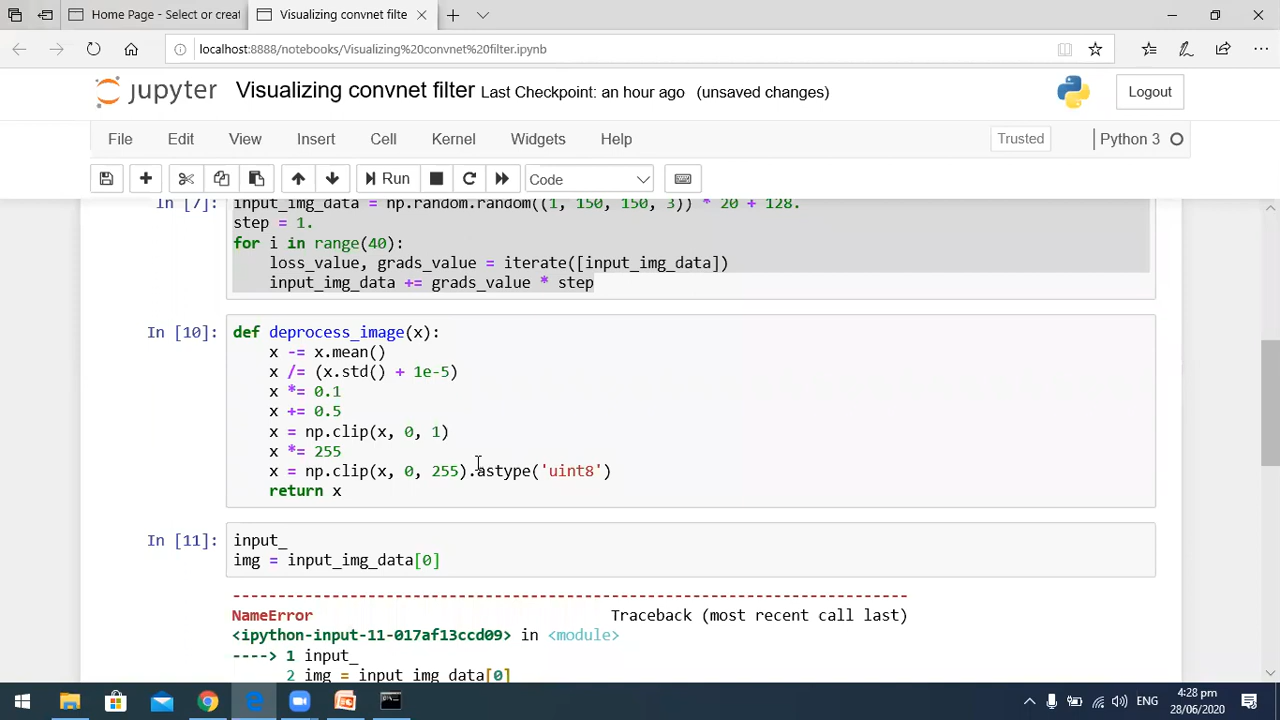 Home Page - Select or creat
Visualizing convnet filte
localhost:8888/notebooks/Visualizing%20convnet%20filter.ipynb
jupyter Visualizing convnet filter Last Checkpoint: an hour ago (unsaved changes)
Logout
File Edit View Insert Cell Kernel Widgets Help
Trusted
Python 3
Run
Code
In [7]: input_img_data = np.random.random((1, 150, 150, 3)) * 20 + 128.
step = 1.
for i in range(40):
loss_value, grads_value = iterate([input_img_data])
input_img_data += grads_value * step
In [10]: def deprocess_image(x):
x -= x.mean()
x /= (x.std() + 1e-5)
x *= 0.1
x += 0.5
x = np.clip(x, 0, 1)
x *= 255
x = np.clip(x, 0, 255).astype('uint8')
return x
In [11]: input_
img = input_img_data[0]
---------------------------------------------------------------------------
NameError Traceback (most recent call last)
<ipython-input-11-017af13ccd09> in <module>
----> 1 input_
2 img = input_img_data[0]
ENG
4:28 pm
28/06/2020